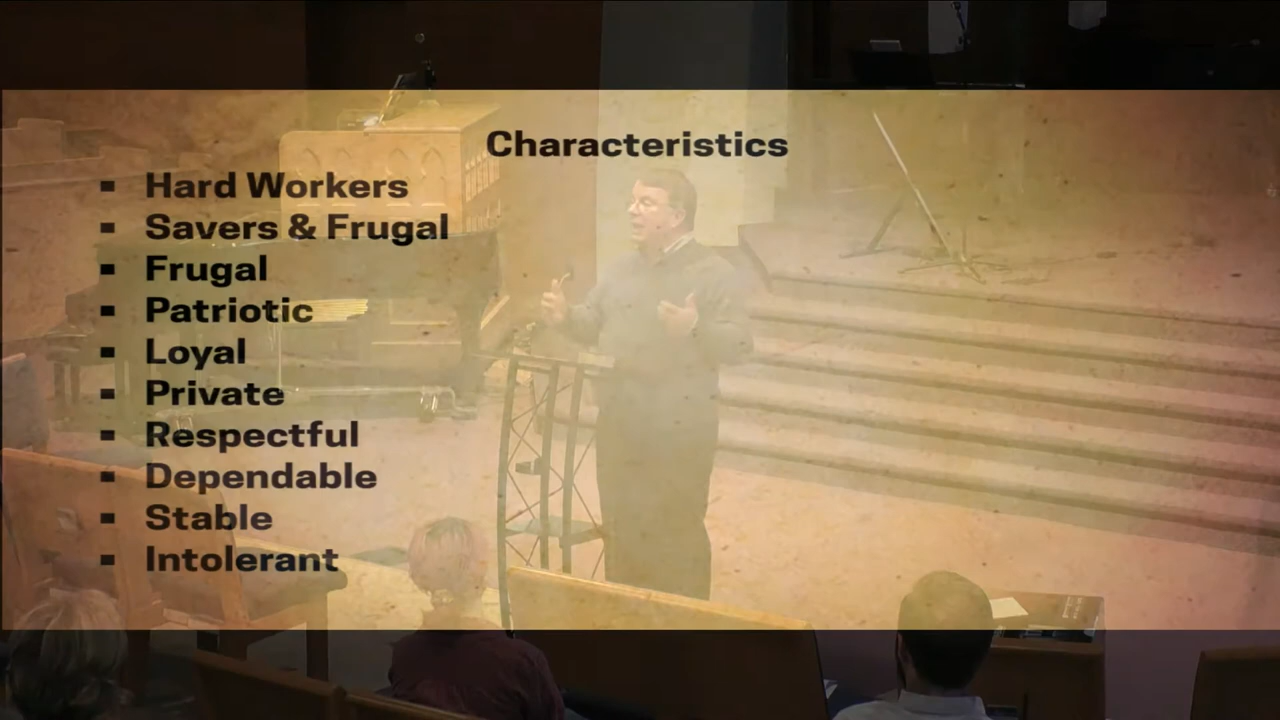 Characteristics
▪ Hard Workers
▪ Savers & Frugal
▪ Frugal
▪ Patriotic
▪ Loyal
▪ Private
▪ Respectful
▪ Dependable
▪ Stable
▪ Intolerant